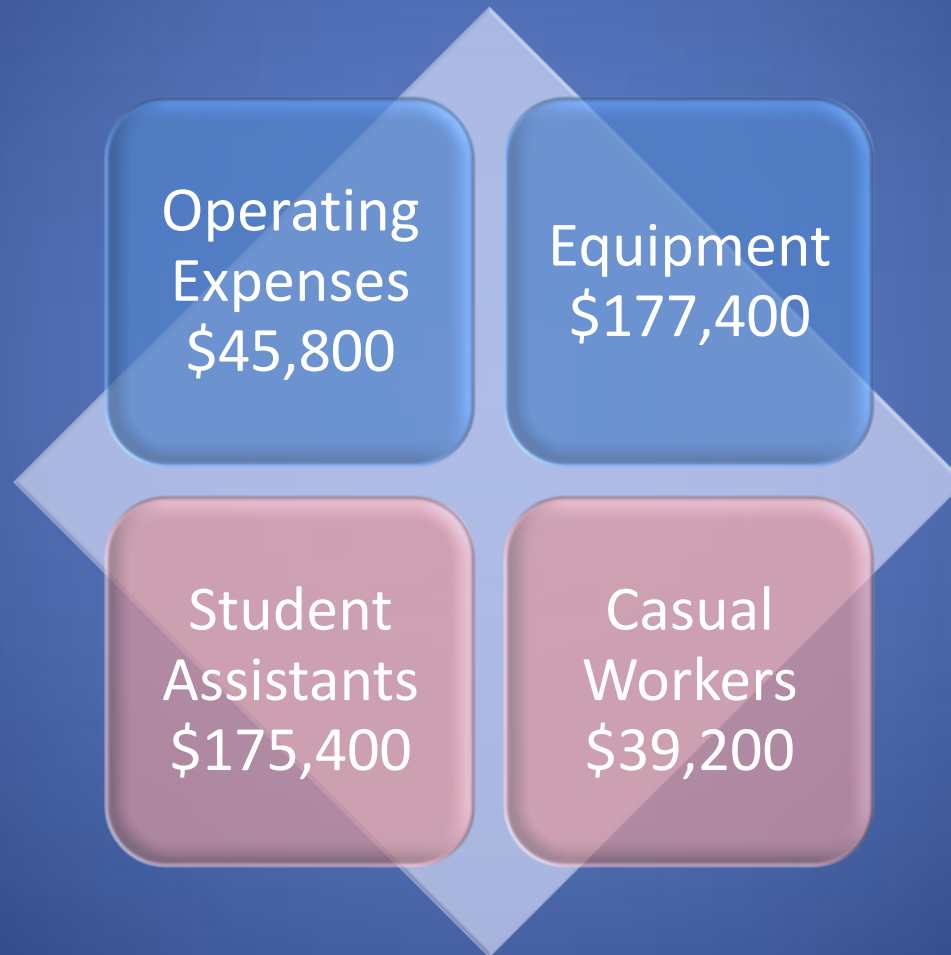 Operating
Expenses
$45,800
Equipment
$177,400
Student
Assistants
$175,400
Casual
Workers
$39,200